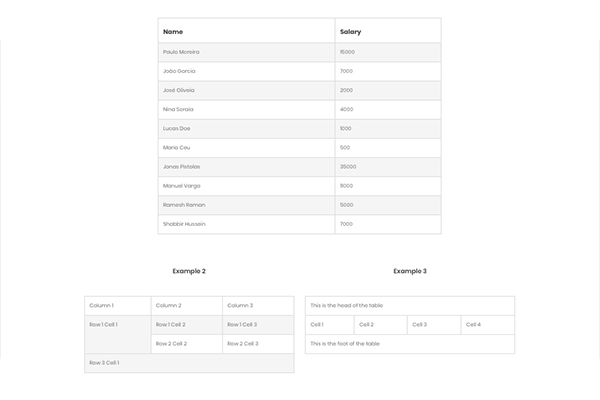 Name Salary
Paulo Moreira 15000
João Garcia 7000
José Oliveia 2000
Nina Soraia 4000
Lucas Doe 1000
Maria Ceu 500
Jonas Pistolas 35000
Manuel Vargo
Ramesh Raman 5000
Shabbir Hussein 7000
Example 2 Example 3
Column 1 Column 2 Column 3
Row 1 Cell 1 Row 1 Cell 2 Row 1 Cell 3
Row 2 Cell 2 Row 2 Cell 3
Row 3 Cell 1
This is the head of the table
Cell 1 Cell 2 Cell 3 Cell 4
This is the foot of the table